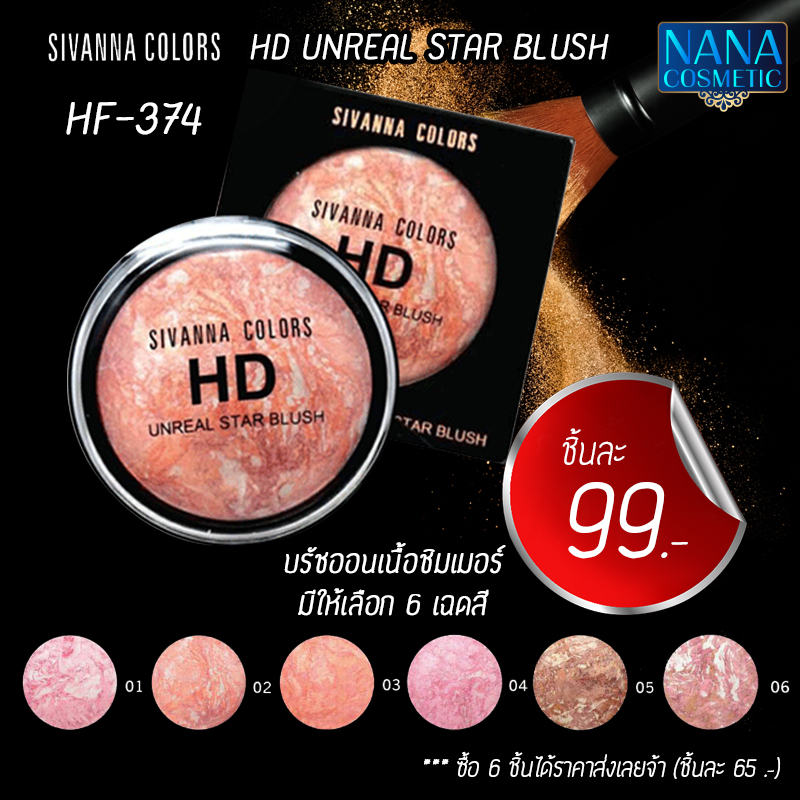 SIVANNA COLORS HD UNREAL STAR BLUSH
NANA
COSMETIC
HF-374
SIVANNA COLORS
SIVANNA COLORS
HD
AR BLUSH
STAR BLUSH
SIVANNA COLORS
HD
UNREAL STAR BLUSH
ชิ้นละ
99.-
บรัชออนเนื้อชิมเมอร์
มีให้เลือก 6 เฉดสี
01 02 03 04 05 06
*** ซื้อ 6 ชิ้นได้ราคาส่งเลยจ้า (ชิ้นละ 65 .-)